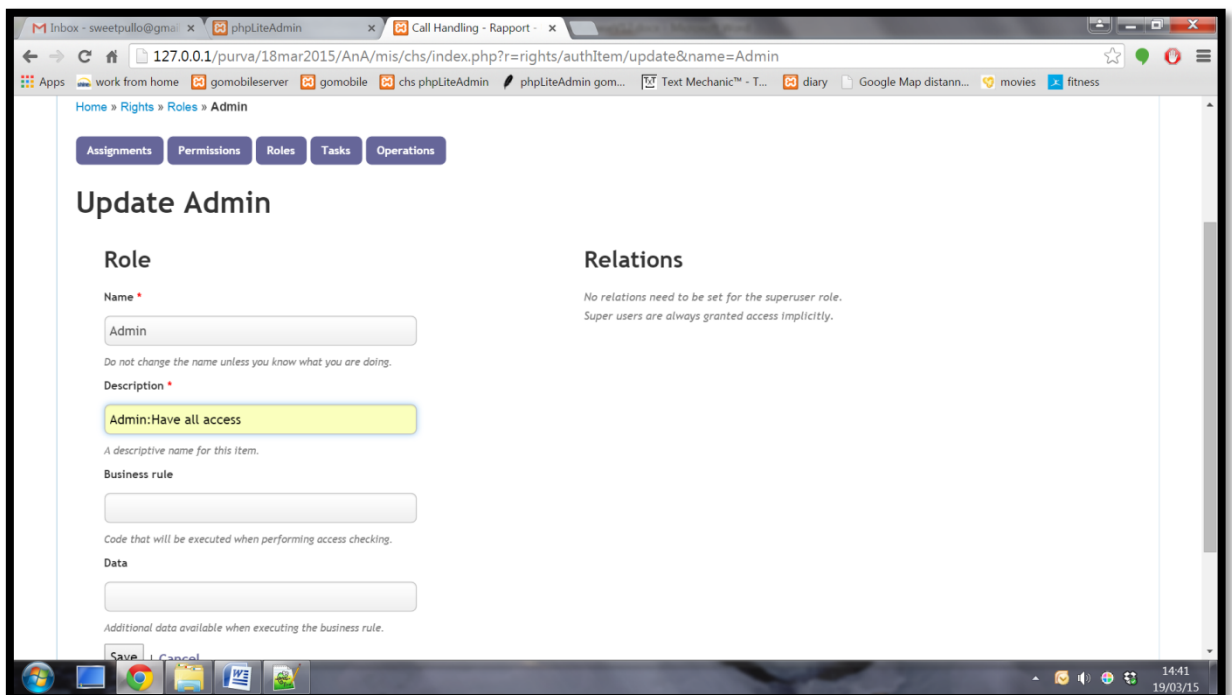 Inbox - sweetpullo@gmai
phpLiteAdmin
Call Handling - Rapport -
127.0.0.1/purva/18mar2015/AnA/mis/chs/index.php?r=rights/authItem/update&name=Admin
Apps work from home gomobileserver gomobile chs phpLiteAdmin phpLiteAdmin gom... Text Mechanic™ - T... diary Google Map distann... movies fitness
Home » Rights » Roles » Admin
Assignments Permissions Roles Tasks Operations
Update Admin
Role
Name *
Admin
Do not change the name unless you know what you are doing.
Description *
Admin:Have all access
A descriptive name for this item.
Business rule
Code that will be executed when performing access checking.
Data
Additional data available when executing the business rule.
Save | Cancel
Relations
No relations need to be set for the superuser role.
Super users are always granted access implicitly.
14:41
19/03/15